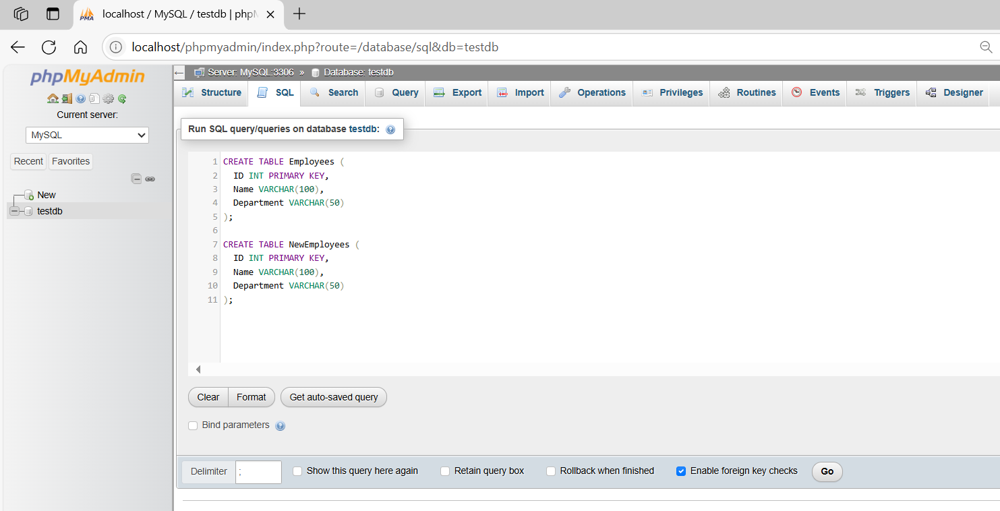 localhost / MySQL / testdb | phpM
localhost/phpmyadmin/index.php?route=/database/sql&db=testdb
phpMyAdmin
Current server:
MySQL
Recent
Favorites
New
testdb
Server: MySQL:3306 » Database: testdb
Structure
SQL
Search
Query
Export
Import
Operations
Privileges
Routines
Events
Triggers
Designer
Run SQL query/queries on database testdb:
1 CREATE TABLE Employees (
2 ID INT PRIMARY KEY,
3 Name VARCHAR(100),
4 Department VARCHAR(50)
5 );
6
7 CREATE TABLE NewEmployees (
8 ID INT PRIMARY KEY,
9 Name VARCHAR(100),
10 Department VARCHAR(50)
11 );
Clear
Format
Get auto-saved query
Bind parameters
Delimiter ;
Show this query here again
Retain query box
Rollback when finished
Enable foreign key checks
Go